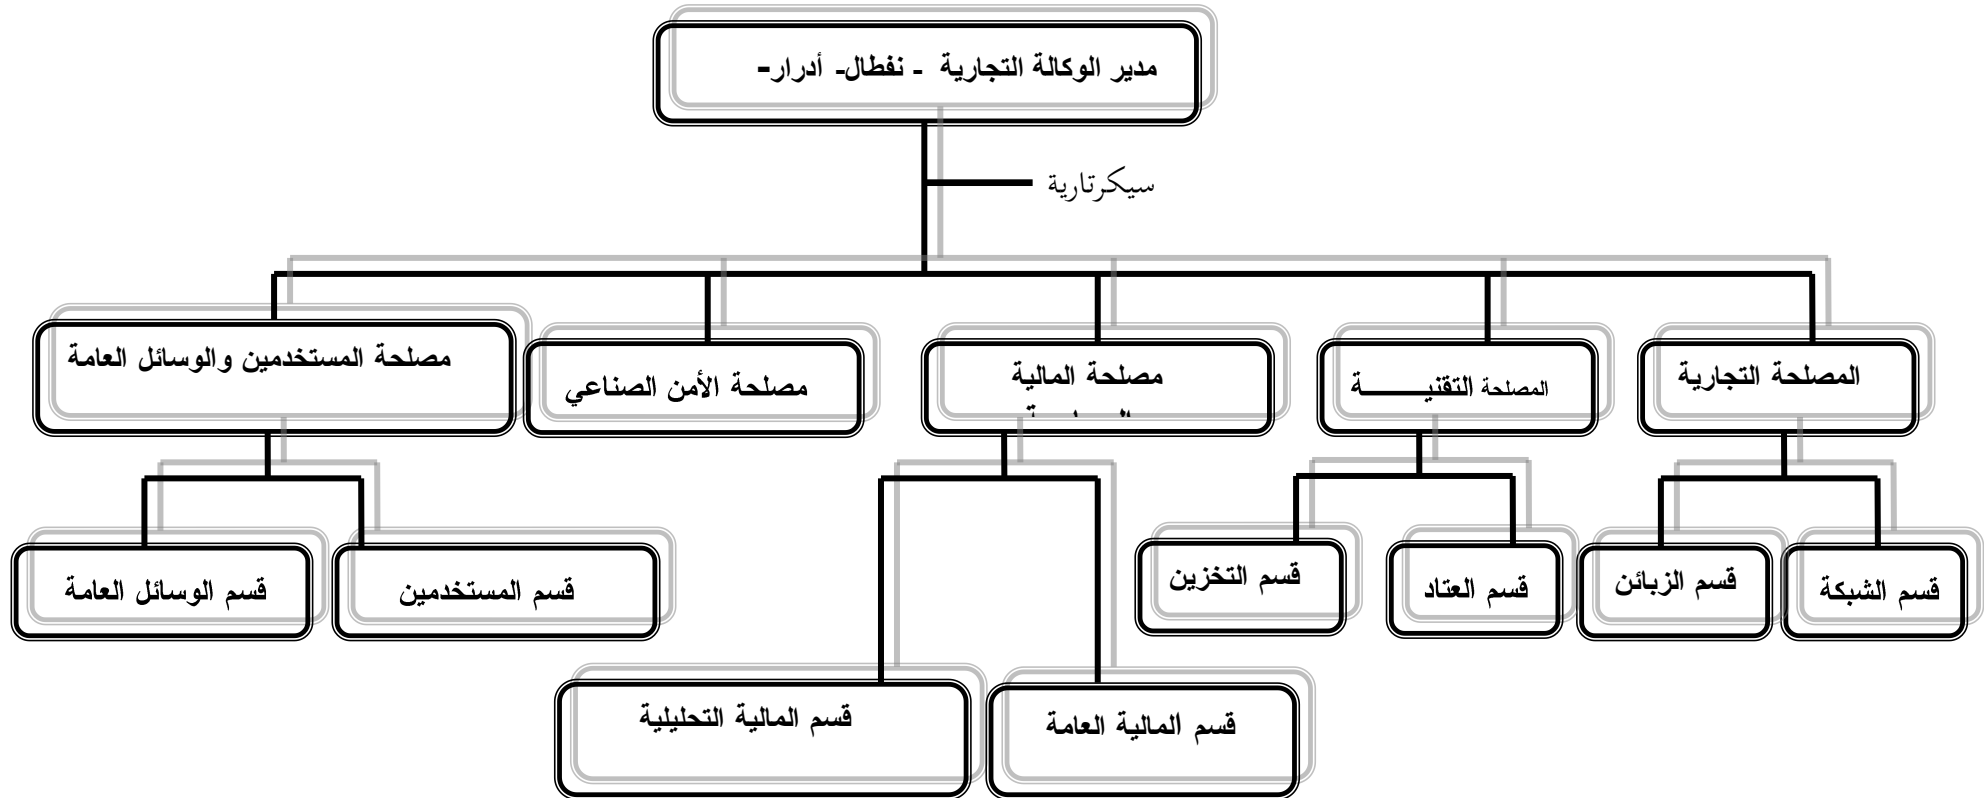 مدير الوكالة التجارية - نفطال- أدرار-
سيكرتارية
المصلحة التجارية
المصلحة التقنيـــــــــة
مصلحة المالية
مصلحة الأمن الصناعي
مصلحة المستخدمين والوسائل العامة
قسم الشبكة
قسم الزبائن
قسم العتاد
قسم التخزين
قسم المستخدمين
قسم الوسائل العامة
قسم المالية العامة
قسم المالية التحليلية